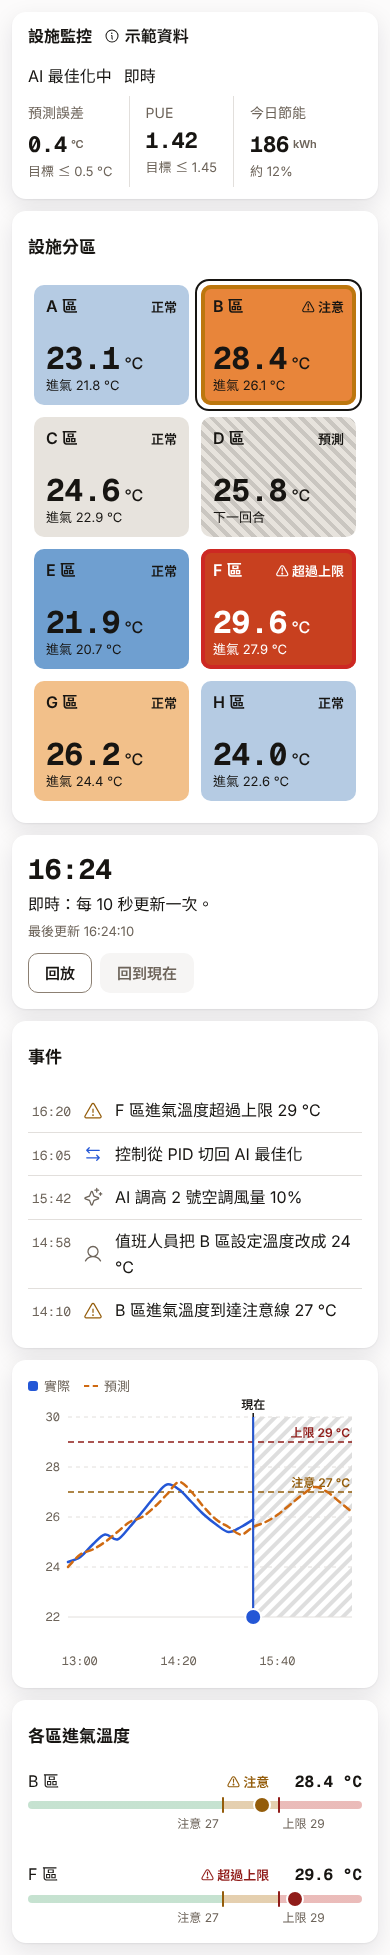 設施監控 示範資料
AI 最佳化中 即時
預測誤差
0.4 °C
目標 ≤ 0.5 °C
PUE
1.42
目標 ≤ 1.45
今日節能
186 kWh
約 12%
設施分區
A 區 正常
23.1 °C
進氣 21.8 °C
B 區 注意
28.4 °C
進氣 26.1 °C
C 區 正常
24.6 °C
進氣 22.9 °C
D 區 預測
25.8 °C
下一回合
E 區 正常
21.9 °C
進氣 20.7 °C
F 區 超過上限
29.6 °C
進氣 27.9 °C
G 區 正常
26.2 °C
進氣 24.4 °C
H 區 正常
24.0 °C
進氣 22.6 °C
16:24
即時：每 10 秒更新一次。
最後更新 16:24:10
回放 回到現在
事件
16:20 F 區進氣溫度超過上限 29 °C
16:05 控制從 PID 切回 AI 最佳化
15:42 AI 調高 2 號空調風量 10%
14:58 值班人員把 B 區設定溫度改成 24
°C
14:10 B 區進氣溫度到達注意線 27 °C
實際 預測
現在
30
上限 29 °C
28
注意 27 °C
26
24
22
13:00 14:20 15:40
各區進氣溫度
B 區 注意 28.4 °C
注意 27 上限 29
F 區 超過上限 29.6 °C
注意 27 上限 29